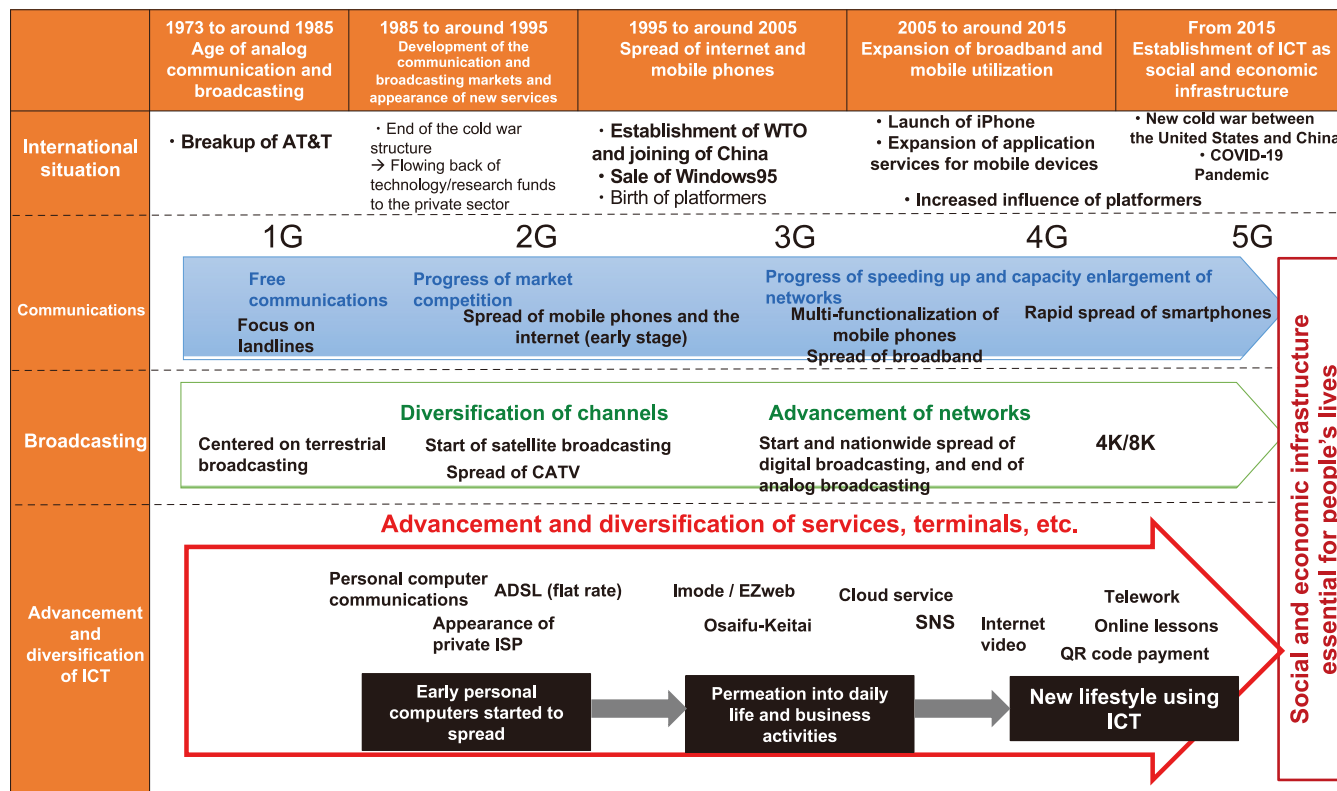 1973 to around 1985
Age of analog
communication and
broadcasting
1985 to around 1995
Development of the
communication and
broadcasting markets and
appearance of new services
1995 to around 2005
Spread of internet and
mobile phones
2005 to around 2015
Expansion of broadband and
mobile utilization
From 2015
Establishment of ICT as
social and economic
infrastructure
International
situation
・Breakup of AT&T
・End of the cold war
structure
→ Flowing back of
technology/research funds
to the private sector
・Establishment of WTO
and joining of China
・Sale of Windows95
・Birth of platformers
・Launch of iPhone
・Expansion of application
services for mobile devices
・New cold war between
the United States and China
・COVID-19
Pandemic
・Increased influence of platformers
1G
2G
3G
4G
5G
Communications
Free
communications
Focus on
landlines
Progress of market
competition
Spread of mobile phones and the
internet (early stage)
Progress of speeding up and capacity enlargement of
networks
Multi-functionalization of
mobile phones
Spread of broadband
Rapid spread of smartphones
Broadcasting
Centered on terrestrial
broadcasting
Diversification of channels
Start of satellite broadcasting
Spread of CATV
Advancement of networks
Start and nationwide spread of
digital broadcasting, and end of
analog broadcasting
4K/8K
Advancement
and
diversification
of ICT
Advancement and diversification of services, terminals, etc.
Personal computer
communications
ADSL (flat rate)
Appearance of
private ISP
Imode / EZweb
Osaifu-Keitai
Cloud service
SNS
Internet
video
Telework
Online lessons
QR code payment
Early personal
computers started to
spread
Permeation into daily
life and business
activities
New lifestyle using
ICT
Social and economic infrastructure
essential for people's lives